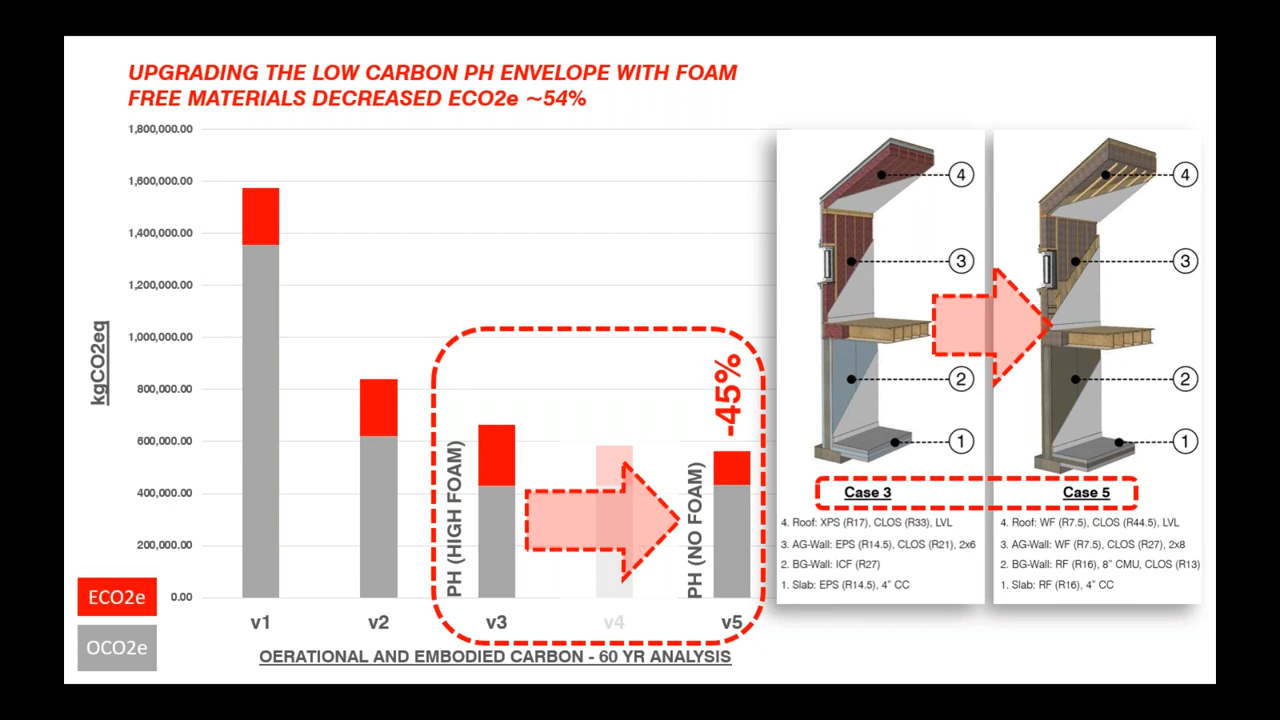 UPGRADING THE LOW CARBON PH ENVELOPE WITH FOAM
FREE MATERIALS DECREASED ECO2e ~54%
1,800,000.00
1,600,000.00
1,400,000.00
1,200,000.00
1,000,000.00
800,000.00
600,000.00
400,000.00
200,000.00
0.00
kgCO2eq
PH (HIGH FOAM)
PH (NO FOAM)
-45%
v1
v2
v3
v4
v5
ECO2e
OCO2e
OERATIONAL AND EMBODIED CARBON - 60 YR ANALYSIS
4
3
2
1
Case 3
4. Roof: XPS (R17), CLOS (R33), LVL
3. AG-Wall: EPS (R14.5), CLOS (R21), 2x6
2. BG-Wall: ICF (R27)
1. Slab: EPS (R14.5), 4” CC
4
3
2
1
Case 5
4. Roof: WF (R7.5), CLOS (R44.5), LVL
3. AG-Wall: WF (R7.5), CLOS (R27), 2x8
2. BG-Wall: RF (R16), 8” CMU, CLOS (R13)
1. Slab: RF (R16), 4” CC